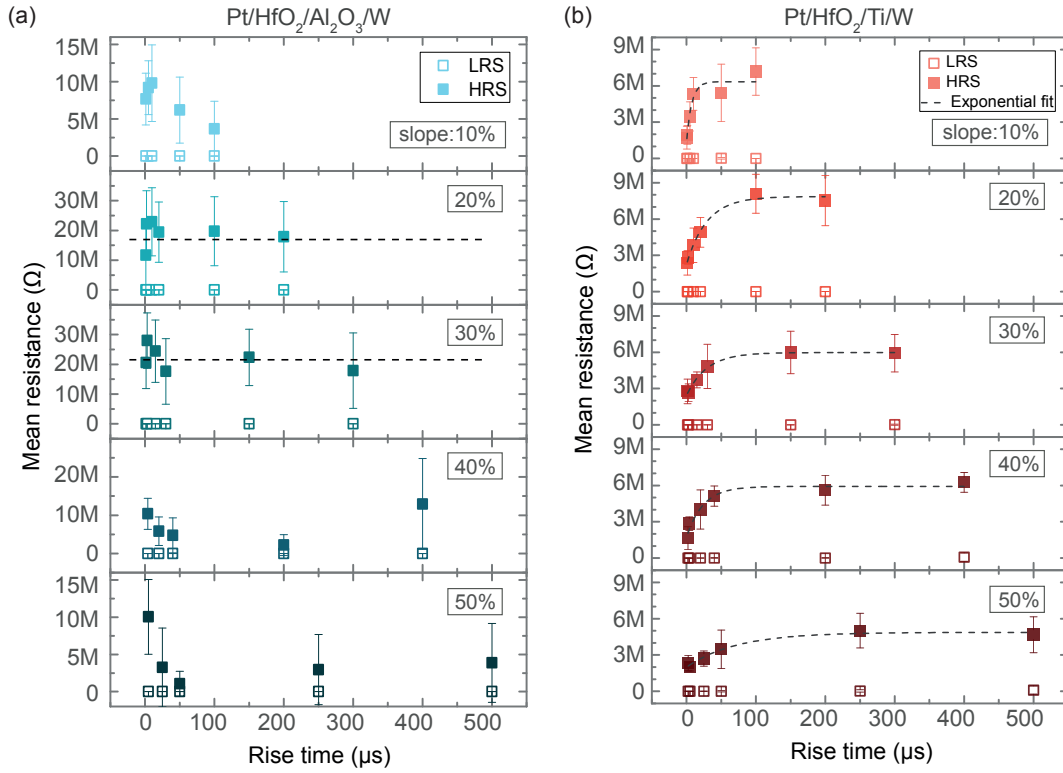 (a)
Pt/HfO₂/Al₂O₃/W
Mean resistance (Ω)
15M
10M
5M
0
LRS
HRS
slope:10%
30M
20M
10M
0
20%
30M
20M
10M
0
30%
20M
10M
0
40%
15M
10M
5M
0
50%
0 100 200 300 400 500
Rise time (µs)
(b)
Pt/HfO₂/Ti/W
Mean resistance (Ω)
9M
6M
3M
0
LRS
HRS
Exponential fit
slope:10%
9M
6M
3M
0
20%
9M
6M
3M
0
30%
9M
6M
3M
0
40%
9M
6M
3M
0
50%
0 100 200 300 400 500
Rise time (µs)